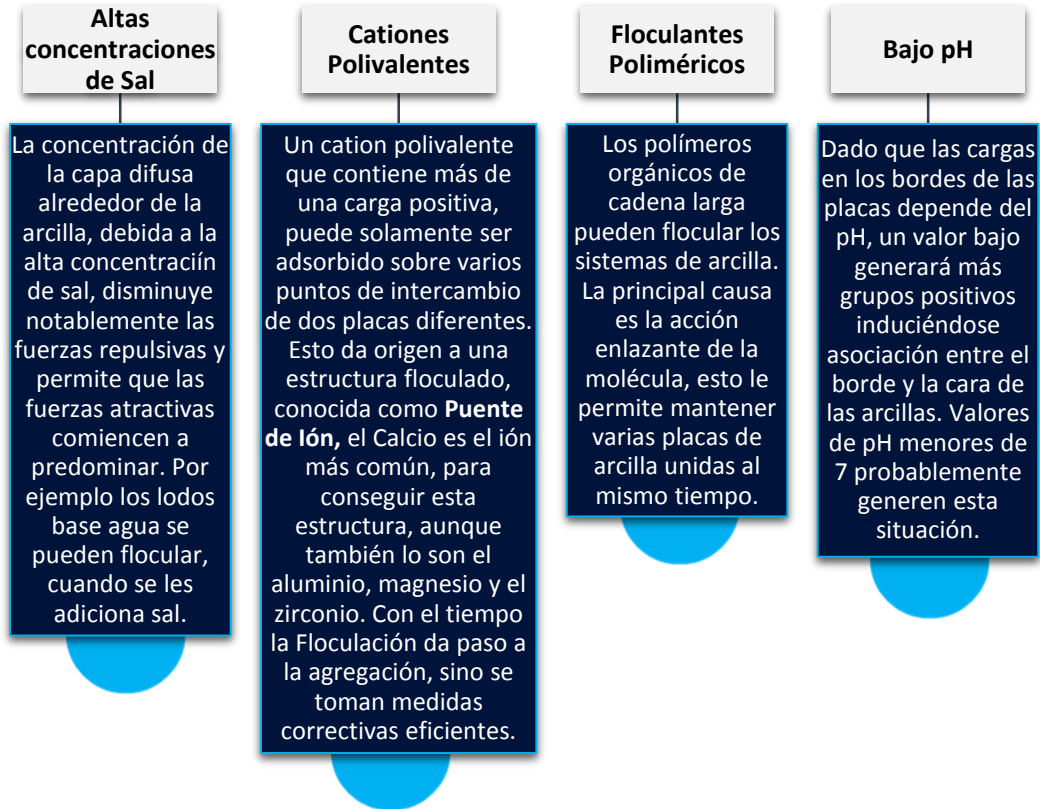 Altas
concentraciones
de Sal
La concentración de
la capa difusa
alrededor de la
arcilla, debida a la
alta concentraciín
de sal, disminuye
notablemente las
fuerzas repulsivas y
permite que las
fuerzas atractivas
comiencen a
predominar. Por
ejemplo los lodos
base agua se
pueden flocular,
cuando se les
adiciona sal.
Cationes
Polivalentes
Un cation polivalente
que contiene más de
una carga positiva,
puede solamente ser
adsorbido sobre varios
puntos de intercambio
de dos placas diferentes.
Esto da origen a una
estructura floculado,
conocida como Puente
de Ión, el Calcio es el ión
más común, para
conseguir esta
estructura, aunque
también lo son el
aluminio, magnesio y el
zirconio. Con el tiempo
la Floculación da paso a
la agregación, sino se
toman medidas
correctivas eficientes.
Floculantes
Poliméricos
Los polímeros
orgánicos de
cadena larga
pueden flocular los
sistemas de arcilla.
La principal causa
es la acción
enlazante de la
molécula, esto le
permite mantener
varias placas de
arcilla unidas al
mismo tiempo.
Bajo pH
Dado que las cargas
en los bordes de las
placas depende del
pH, un valor bajo
generará más
grupos positivos
induciéndose
asociación entre el
borde y la cara de
las arcillas. Valores
de pH menores de
7 probablemente
generen esta
situación.